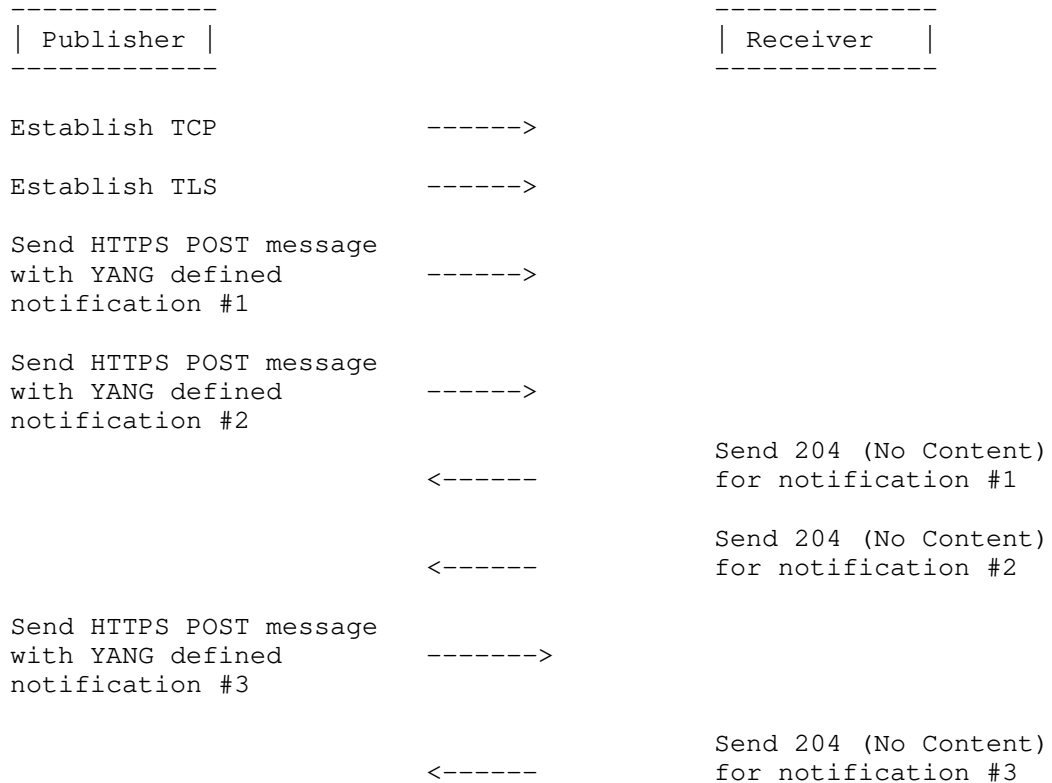 -------------                               --------------
| Publisher |                               | Receiver   |
-------------                               --------------
Establish TCP             ------>
Establish TLS             ------>
Send HTTPS POST message
with YANG defined         ------>
notification #1
Send HTTPS POST message
with YANG defined         ------>
notification #2
                                            Send 204 (No Content)
                          <------           for notification #1
                                            Send 204 (No Content)
                          <------           for notification #2
Send HTTPS POST message
with YANG defined         ------->
notification #3
                                            Send 204 (No Content)
                          <------           for notification #3